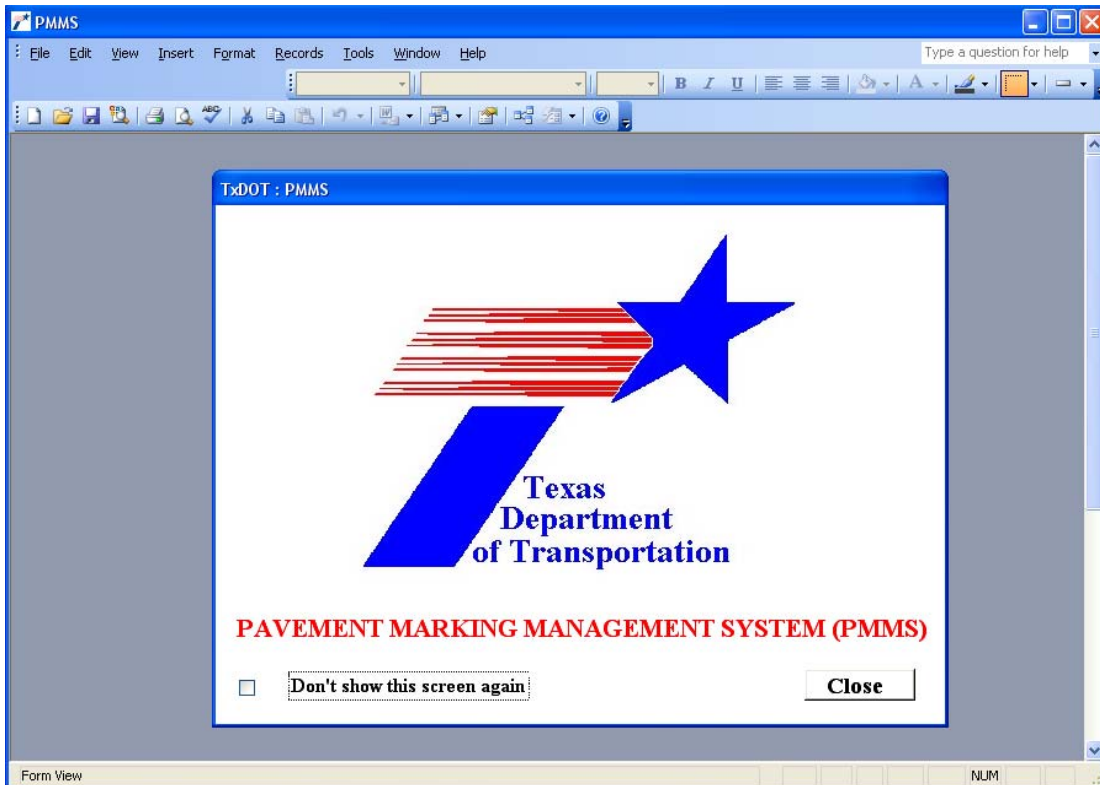 PMMS
File Edit View Insert Format Records Tools Window Help
Type a question for help
B I U A
ABC
TxDOT : PMMS
Texas
Department
of Transportation
PAVEMENT MARKING MANAGEMENT SYSTEM (PMMS)
Don't show this screen again
Close
Form View
NUM